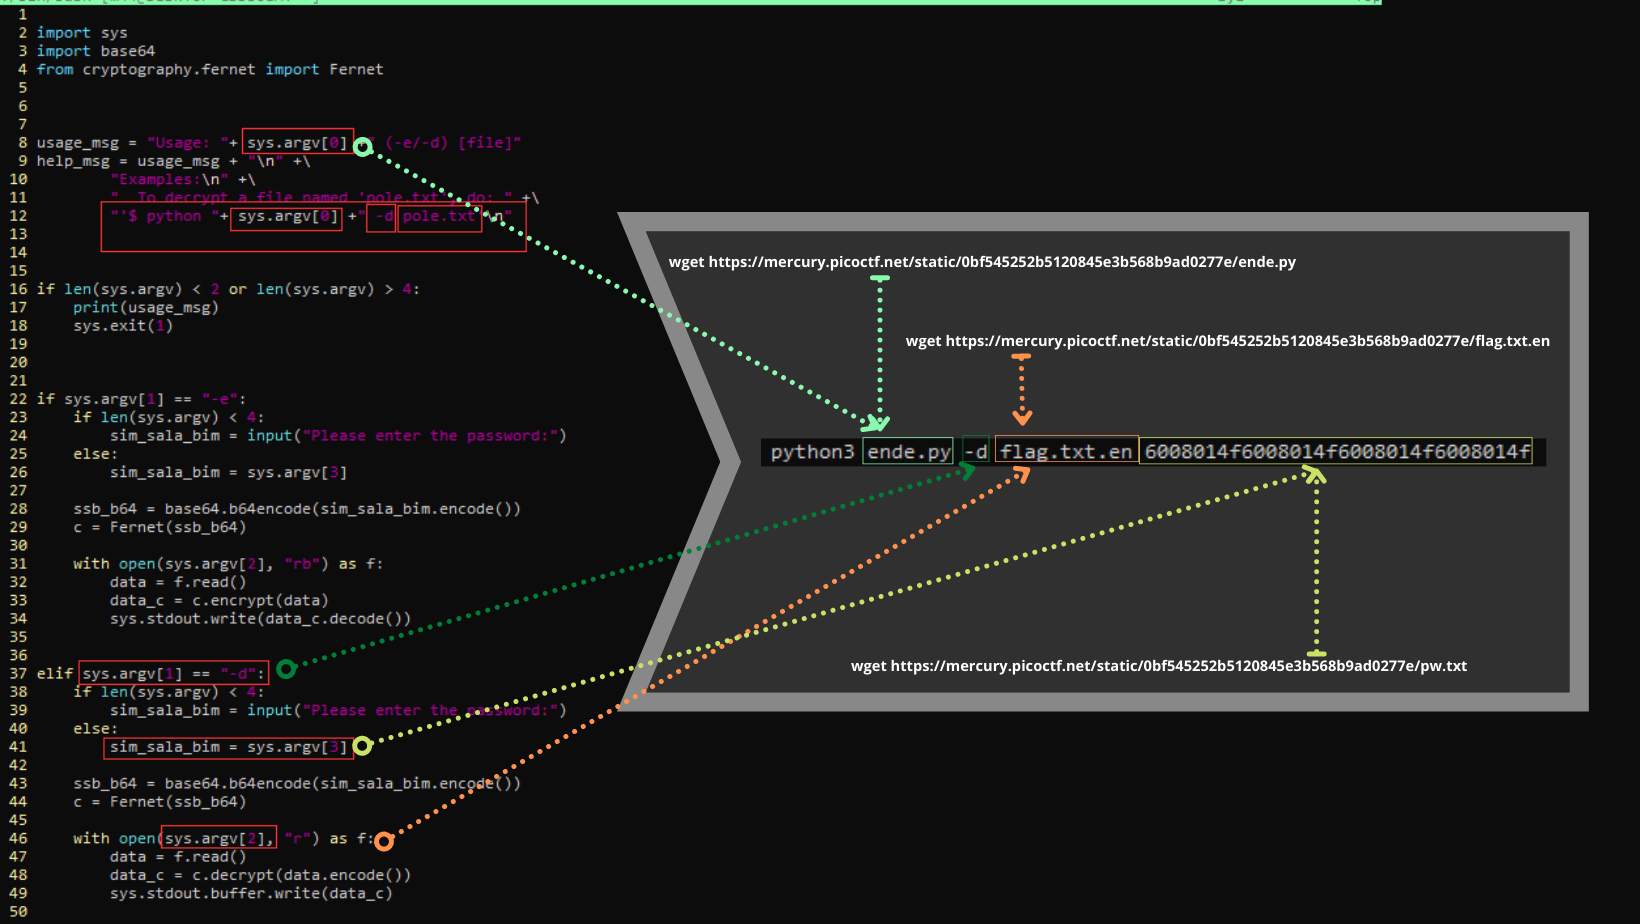 1
2 import sys
3 import base64
4 from cryptography.fernet import Fernet
5
6
7
8 usage_msg = "Usage: "+ sys.argv[0] +" (-e/-d) [file]"
9 help_msg = usage_msg + "\n" +\
10 "Examples:\n" +\
11 " To decrypt a file named 'pole.txt', do: " +\
12 "'$ python "+ sys.argv[0] +" -d pole.txt'\n"
13
14
15
16 if len(sys.argv) < 2 or len(sys.argv) > 4:
17 print(usage_msg)
18 sys.exit(1)
19
20
21
22 if sys.argv[1] == "-e":
23 if len(sys.argv) < 4:
24 sim_sala_bim = input("Please enter the password:")
25 else:
26 sim_sala_bim = sys.argv[3]
27
28 ssb_b64 = base64.b64encode(sim_sala_bim.encode())
29 c = Fernet(ssb_b64)
30
31 with open(sys.argv[2], "rb") as f:
32 data = f.read()
33 data_c = c.encrypt(data)
34 sys.stdout.write(data_c.decode())
35
36
37 elif sys.argv[1] == "-d":
38 if len(sys.argv) < 4:
39 sim_sala_bim = input("Please enter the password:")
40 else:
41 sim_sala_bim = sys.argv[3]
42
43 ssb_b64 = base64.b64encode(sim_sala_bim.encode())
44 c = Fernet(ssb_b64)
45
46 with open(sys.argv[2], "r") as f:
47 data = f.read()
48 data_c = c.decrypt(data.encode())
49 sys.stdout.buffer.write(data_c)
50
wget https://mercury.picoctf.net/static/0bf545252b5120845e3b568b9ad0277e/ende.py
wget https://mercury.picoctf.net/static/0bf545252b5120845e3b568b9ad0277e/flag.txt.en
python3 ende.py -d flag.txt.en 6008014f6008014f6008014f6008014f
wget https://mercury.picoctf.net/static/0bf545252b5120845e3b568b9ad0277e/pw.txt